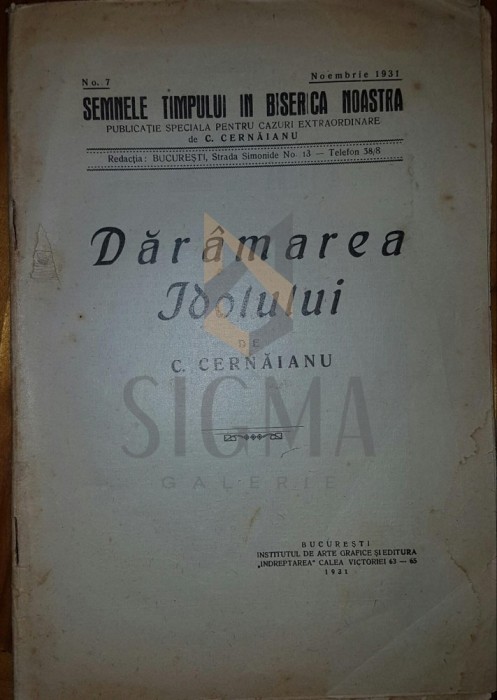 No. 7
Noembrie 1931
SEMNELE TIMPULUI IN BISERICA NOASTRA
PUBLICAȚIE SPECIALA PENTRU CAZURI EXTRAORDINARE
de C. CERNĂIANU
Redacția: BUCUREȘTI, Strada Simonide No. 13 — Telefon 38/8
Dărâmarea
Idolului
DE
C. CERNĂIANU
SIGMA
GALERIE
BUCUREȘTI
INSTITUTUL DE ARTE GRAFICE ȘI EDITURA
„INDREPTAREA" CALEA VICTORIEI 63 — 65
1931